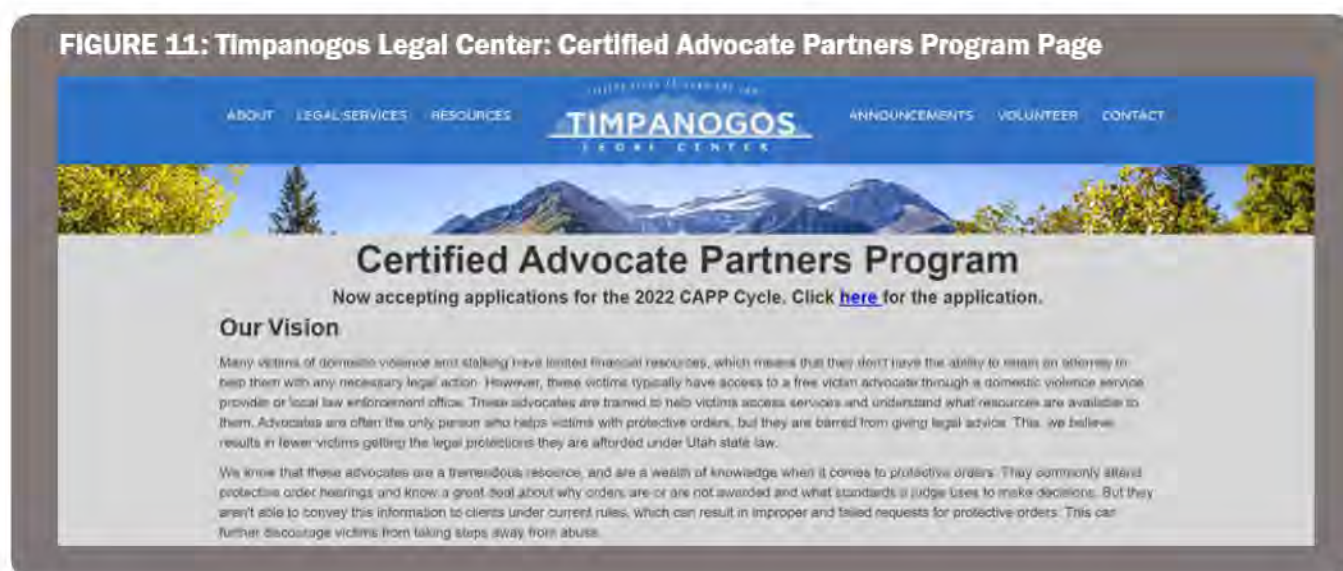 FIGURE 11: Timpanogos Legal Center: Certified Advocate Partners Program Page
ABOUT LEGAL SERVICES RESOURCES TIMPANOGOS ANNOUNCEMENTS VOLUNTEER CONTACT
LEGAL CENTER
Certified Advocate Partners Program
Now accepting applications for the 2022 CAPP Cycle. Click here for the application.
Our Vision
Many victims of domestic violence and stalking have limited financial resources, which means that they don't have the ability to retain an attorney to
help them with any necessary legal action. However, these victims typically have access to a free victim advocate through a domestic violence service
provider or local law enforcement office. These advocates are trained to help victims access services and understand what resources are available to
them. Advocates are often the only person who helps victims with protective orders, but they are barred from giving legal advice. This, we believe
results in fewer victims getting the legal protections they are afforded under Utah state law.
We know that these advocates are a tremendous resource, and are a wealth of knowledge when it comes to protective orders. They commonly attend
protective order hearings and know a great deal about why orders are or are not awarded and what standards a judge uses to make decisions. But they
aren't able to convey this information to clients under current rules, which can result in improper and failed requests for protective orders. This can
further discourage victims from taking steps away from abuse.